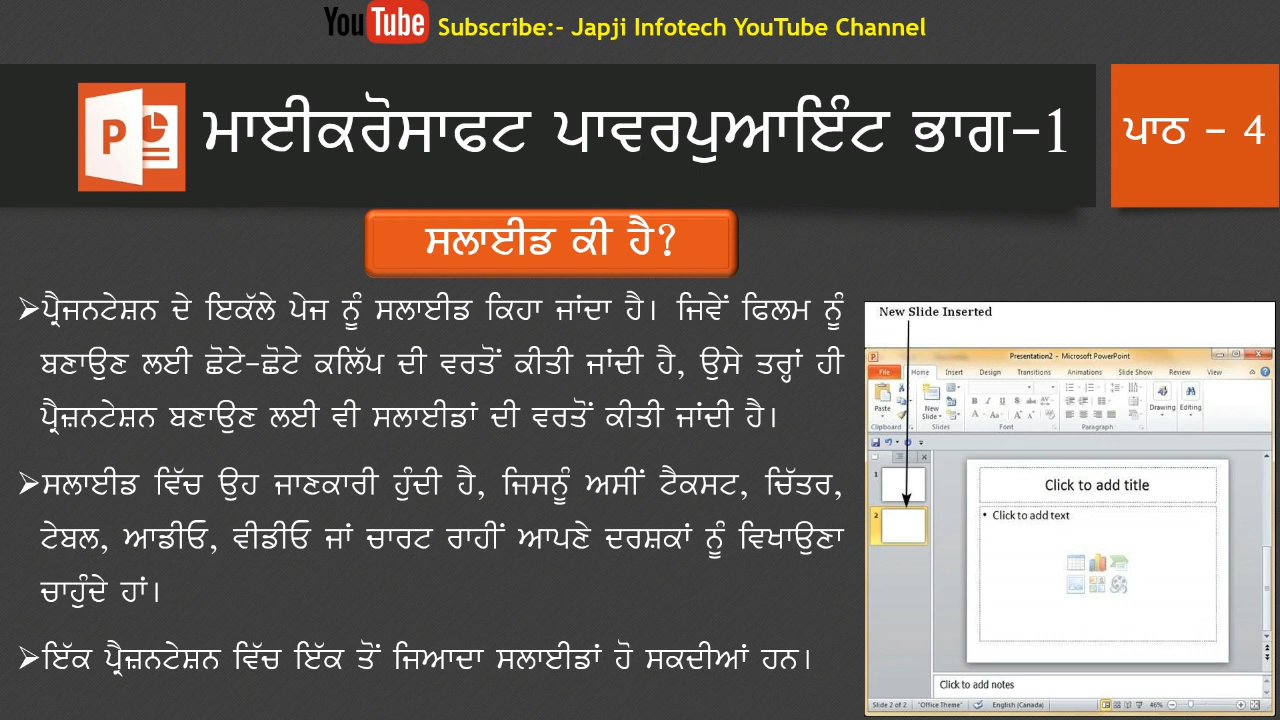 YouTube Subscribe:- Japji Infotech YouTube Channel
P ਮਾਈਕਰੋਸਾਫਟ ਪਾਵਰਪੁਆਇੰਟ ਭਾਗ-1
ਪਾਠ - 4
ਸਲਾਈਡ ਕੀ ਹੈ?
➢ਪ੍ਰੈਜਨਟੇਸ਼ਨ ਦੇ ਇਕੱਲੇ ਪੇਜ ਨੂੰ ਸਲਾਈਡ ਕਿਹਾ ਜਾਂਦਾ ਹੈ। ਜਿਵੇਂ ਫਿਲਮ ਨੂੰ
ਬਣਾਉਣ ਲਈ ਛੋਟੇ-ਛੋਟੇ ਕਲਿੱਪ ਦੀ ਵਰਤੋਂ ਕੀਤੀ ਜਾਂਦੀ ਹੈ, ਉਸੇ ਤਰ੍ਹਾਂ ਹੀ
ਪ੍ਰੈਜ਼ਨਟੇਸ਼ਨ ਬਣਾਉਣ ਲਈ ਵੀ ਸਲਾਈਡਾਂ ਦੀ ਵਰਤੋਂ ਕੀਤੀ ਜਾਂਦੀ ਹੈ।
➢ਸਲਾਈਡ ਵਿੱਚ ਉਹ ਜਾਣਕਾਰੀ ਹੁੰਦੀ ਹੈ, ਜਿਸਨੂੰ ਅਸੀਂ ਟੈਕਸਟ, ਚਿੱਤਰ,
ਟੇਬਲ, ਆਡੀਓ, ਵੀਡੀਓ ਜਾਂ ਚਾਰਟ ਰਾਹੀਂ ਆਪਣੇ ਦਰਸ਼ਕਾਂ ਨੂੰ ਵਿਖਾਉਣਾ
ਚਾਹੁੰਦੇ ਹਾਂ।
➢ਇੱਕ ਪ੍ਰੈਜ਼ਨਟੇਸ਼ਨ ਵਿੱਚ ਇੱਕ ਤੋਂ ਜਿਆਦਾ ਸਲਾਈਡਾਂ ਹੋ ਸਕਦੀਆਂ ਹਨ।
New Slide Inserted
Presentation2 - Microsoft PowerPoint
File Home Insert Design Transitions Animations Slide Show Review View
Paste New Slide Drawing Editing
Clipboard Slides Font Paragraph
1
2
Click to add title
• Click to add text
Click to add notes
Slide 2 of 2 "Office Theme" English (Canada) 46%